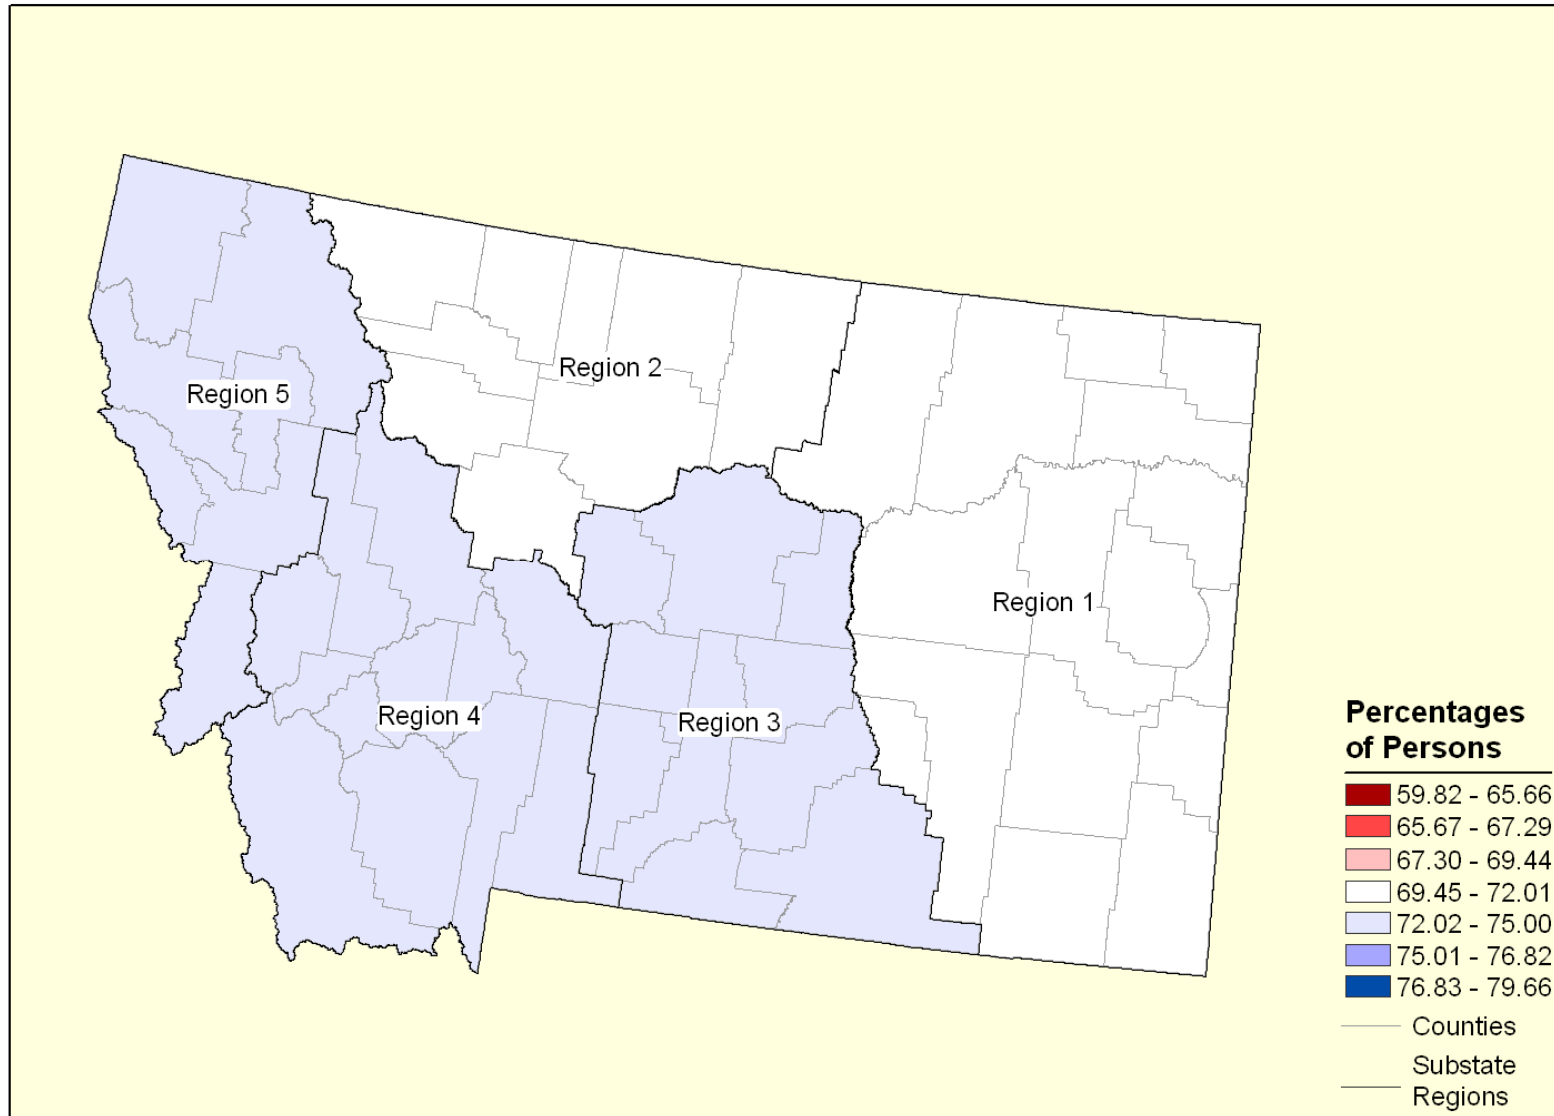 Region 2
Region 5
Region 1
Region 4
Region 3
Percentages
of Persons
59.82 - 65.66
65.67 - 67.29
67.30 - 69.44
69.45 - 72.01
72.02 - 75.00
75.01 - 76.82
76.83 - 79.66
Counties
Substate
Regions